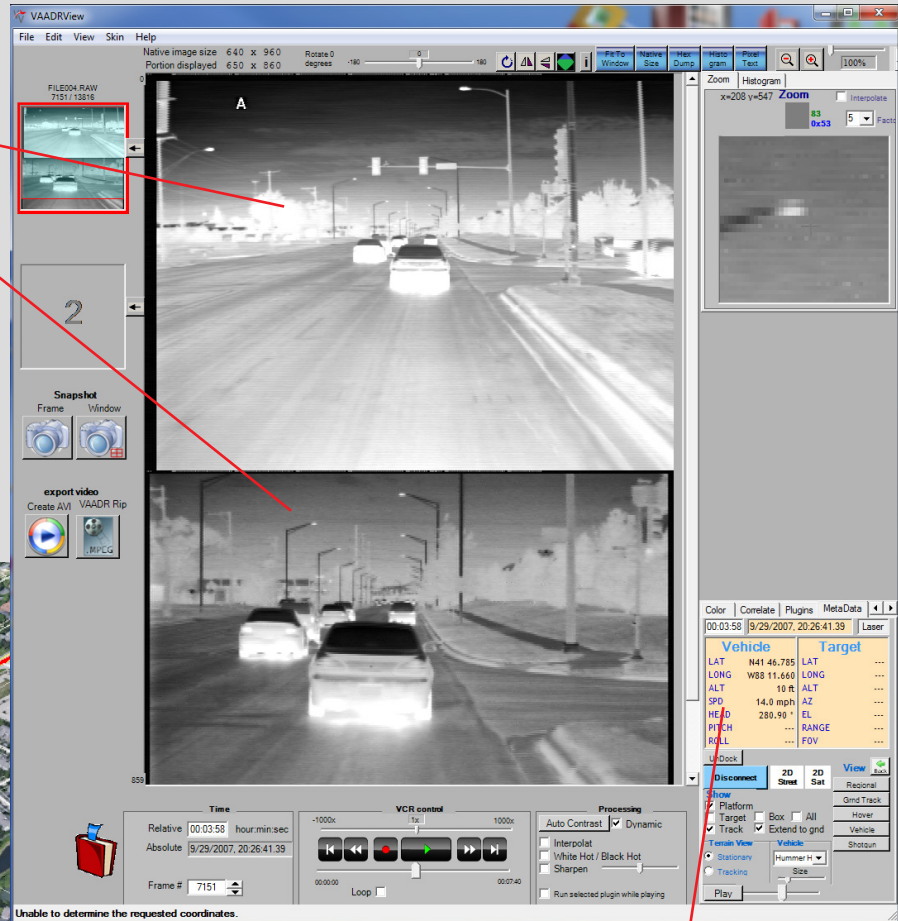 VAADRView
File Edit View Skin Help
Native image size 640 x 960
Portion displayed 650 x 860
Rotate 0
degrees
-180
0
180
i
Fit To
Window
Native
Size
Hex
Dump
Histo
gram
Pixel
Text
100%
FILE004.RAW
7151 / 13816
0
A
Zoom Histogram
x=208 y=547 Zoom
Interpolate
83
0x53
5
2
Snapshot
Frame Window
export video
Create AVI VAADR Rip
.MPEG
859
Color Correlate Plugins MetaData
00:03:58 9/29/2007, 20:26:41.39 Laser
Vehicle Target
LAT N41 46.785 LAT ---
LONG W88 11.660 LONG ---
ALT 10 ft ALT ---
SPD 14.0 mph AZ ---
HEAD 280.90 ° EL ---
PITCH --- RANGE ---
ROLL --- FOV ---
UnDock
Disconnect
2D
Street
2D
Sat
View
Back
Show
Platform
Target Box All
Track Extend to gnd
Terrain View
Stationary
Tracking
Vehicle
Hummer H
Size
Play
Regional
Grnd Track
Hover
Vehicle
Shotgun
Time
Relative 00:03:58 hour:min:sec
Absolute 9/29/2007, 20:26:41.39
Frame # 7151
VCR control
-1000x 1x 1000x
00:00:00 00:07:40
Loop
Processing
Auto Contrast Dynamic
Interpolat
White Hot / Black Hot
Sharpen
Run selected plugin while playing
Unable to determine the requested coordinates.